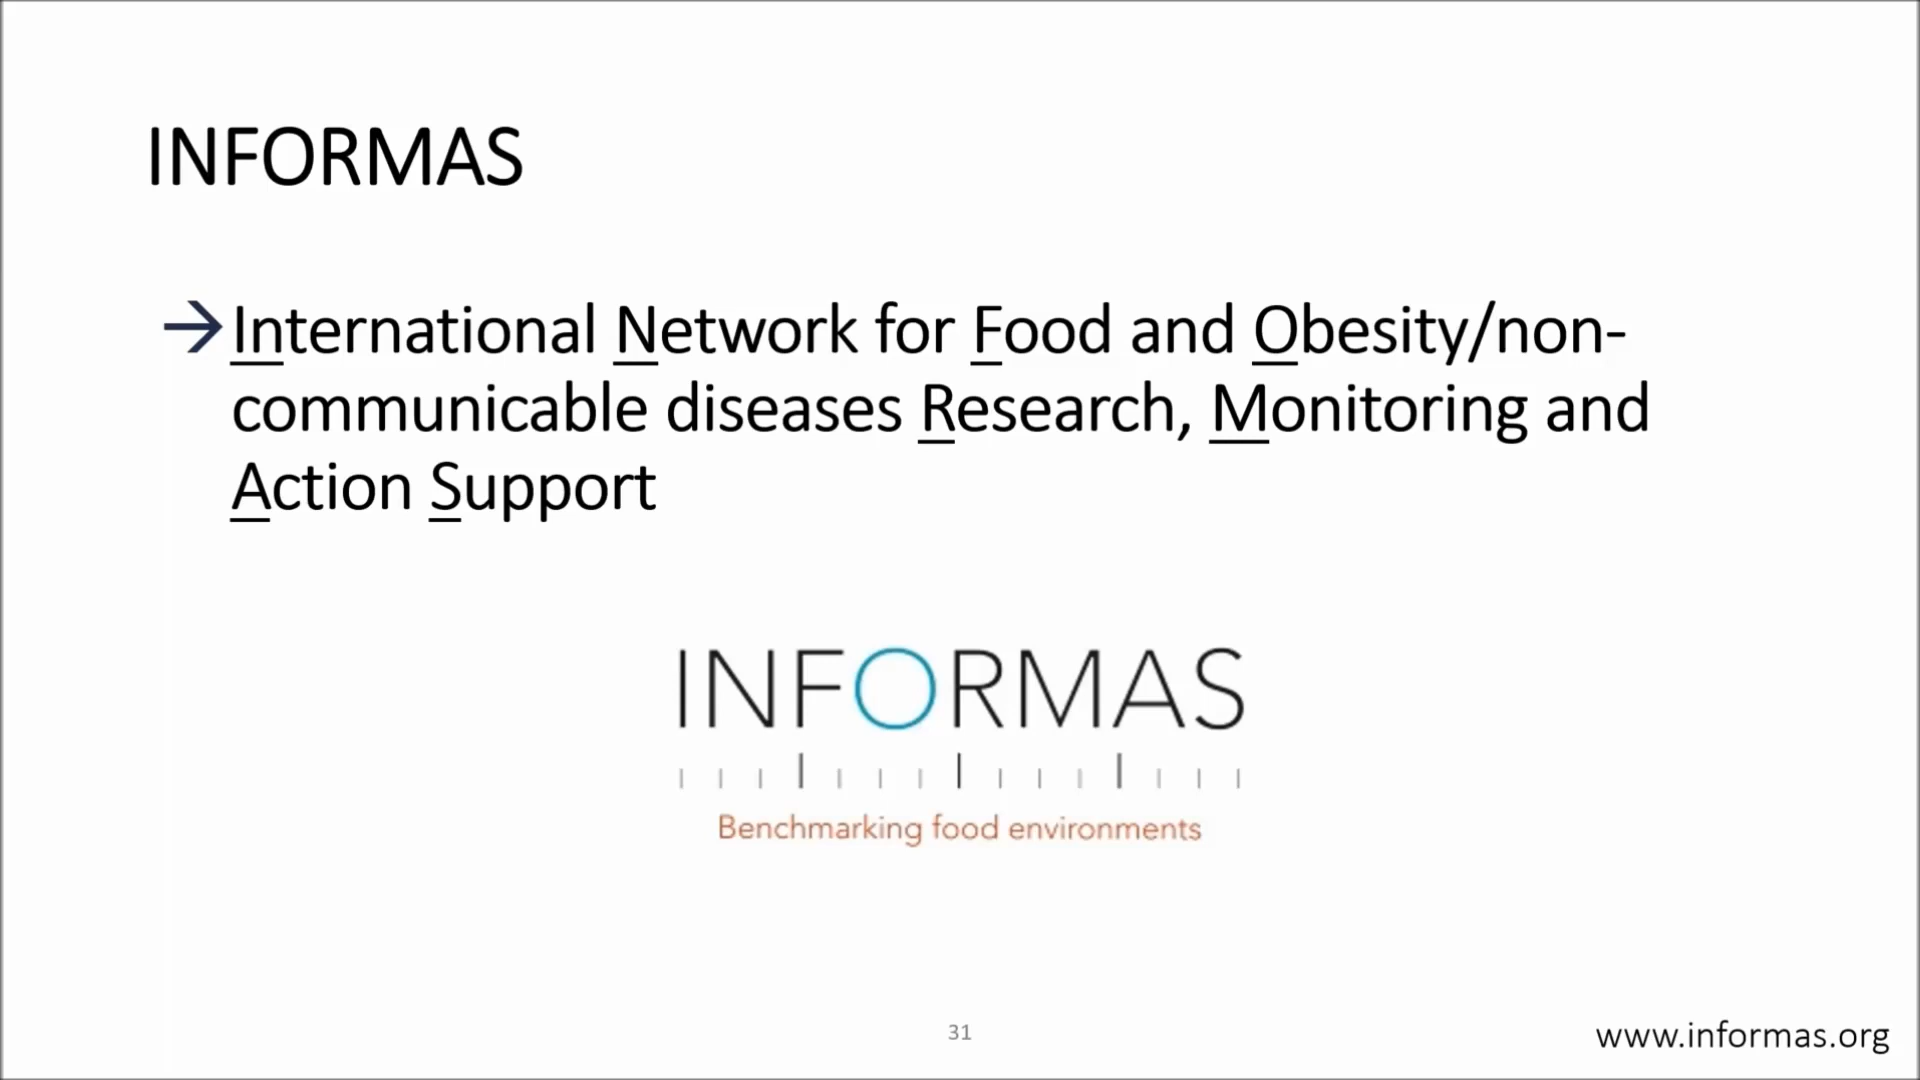 INFORMAS
→International Network for Food and Obesity/non-
communicable diseases Research, Monitoring and
Action Support
INFORMAS
Benchmarking food environments
31
www.informas.org